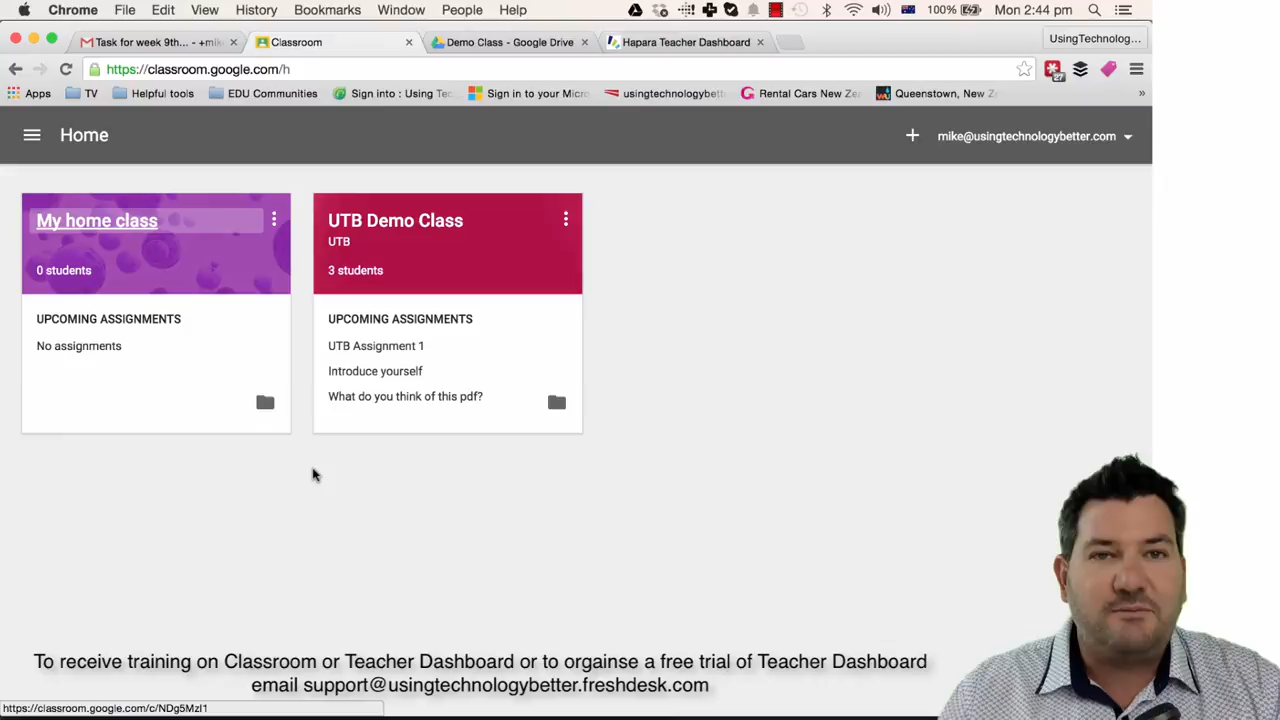 Chrome File Edit View History Bookmarks Window People Help 100% Mon 2:44 pm
Task for week 9th... - +mik Classroom Demo Class - Google Drive Hapara Teacher Dashboard UsingTechnolog...
https://classroom.google.com/h 27
Apps TV Helpful tools EDU Communities Sign into : Using Tec Sign in to your Micro usingtechnologybett Rental Cars New Ze Queenstown, New Ze »
Home + mike@usingtechnologybetter.com
My home class
0 students
UPCOMING ASSIGNMENTS
No assignments
UTB Demo Class
UTB
3 students
UPCOMING ASSIGNMENTS
UTB Assignment 1
Introduce yourself
What do you think of this pdf?
To receive training on Classroom or Teacher Dashboard or to orgainse a free trial of Teacher Dashboard
email support@usingtechnologybetter.freshdesk.com
https://classroom.google.com/c/NDg5MzI1